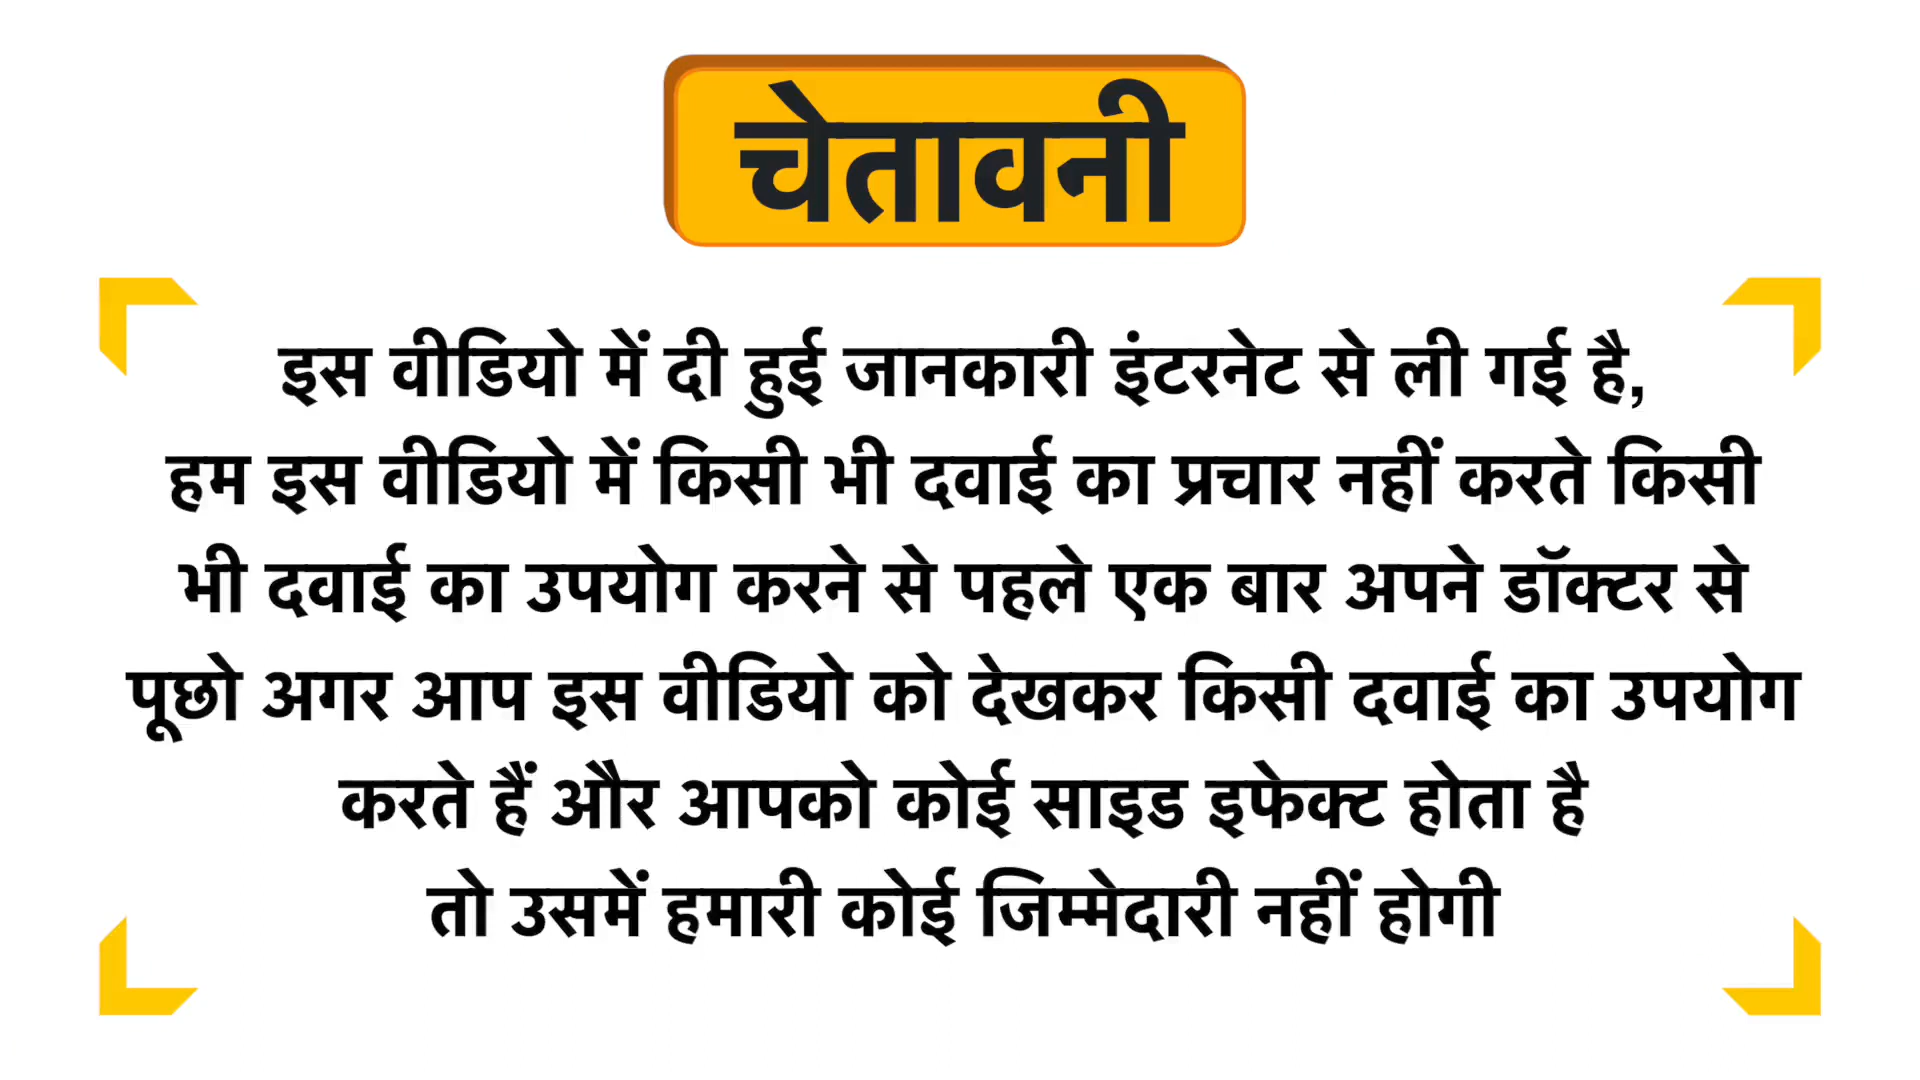 चेतावनी
इस वीडियो में दी हुई जानकारी इंटरनेट से ली गई है,
हम इस वीडियो में किसी भी दवाई का प्रचार नहीं करते किसी
भी दवाई का उपयोग करने से पहले एक बार अपने डॉक्टर से
पूछो अगर आप इस वीडियो को देखकर किसी दवाई का उपयोग
करते हैं और आपको कोई साइड इफेक्ट होता है
तो उसमें हमारी कोई जिम्मेदारी नहीं होगी